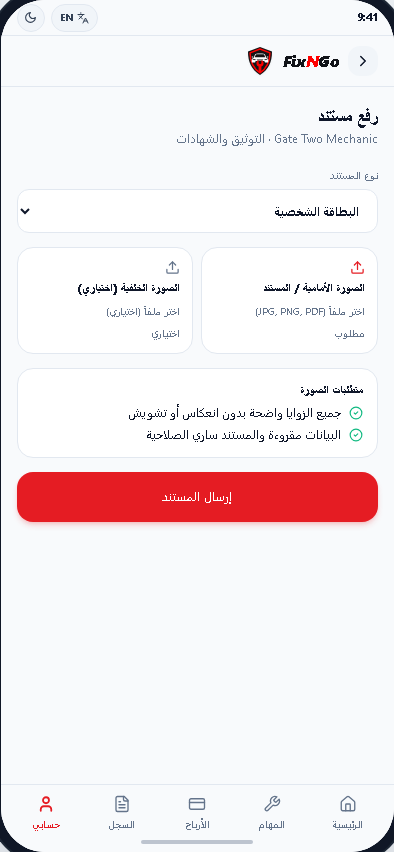 9:41
EN
FixNGo
رفع مستند
Gate Two Mechanic · التوثيق والشهادات
نوع المستند
البطاقة الشخصية
الصورة الأمامية / المستند
اختر ملفاً (JPG, PNG, PDF)
مطلوب
الصورة الخلفية (اختياري)
اختر ملفاً (اختياري)
اختياري
متطلبات الصورة
جميع الزوايا واضحة بدون انعكاس أو تشويش
البيانات مقروءة والمستند ساري الصلاحية
إرسال المستند
الرئيسية
المهام
الأرباح
السجل
حسابي